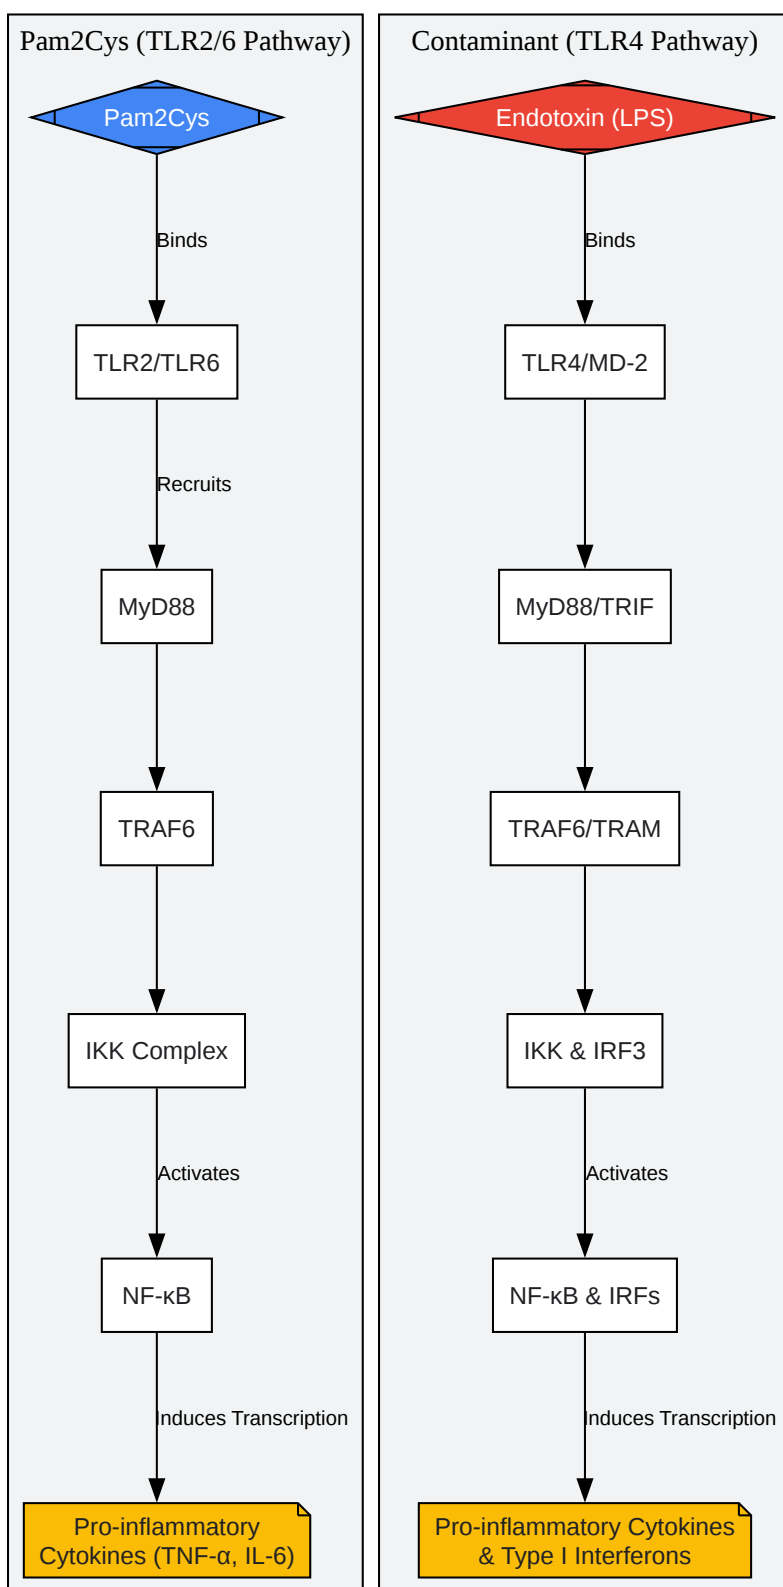 Pam2Cys (TLR2/6 Pathway)
Pam2Cys
Binds
TLR2/TLR6
Recruits
MyD88
TRAF6
IKK Complex
Activates
NF-κB
Induces Transcription
Pro-inflammatory
Cytokines (TNF-α, IL-6)
Contaminant (TLR4 Pathway)
Endotoxin (LPS)
Binds
TLR4/MD-2
MyD88/TRIF
TRAF6/TRAM
IKK & IRF3
Activates
NF-κB & IRFs
Induces Transcription
Pro-inflammatory Cytokines
& Type I Interferons